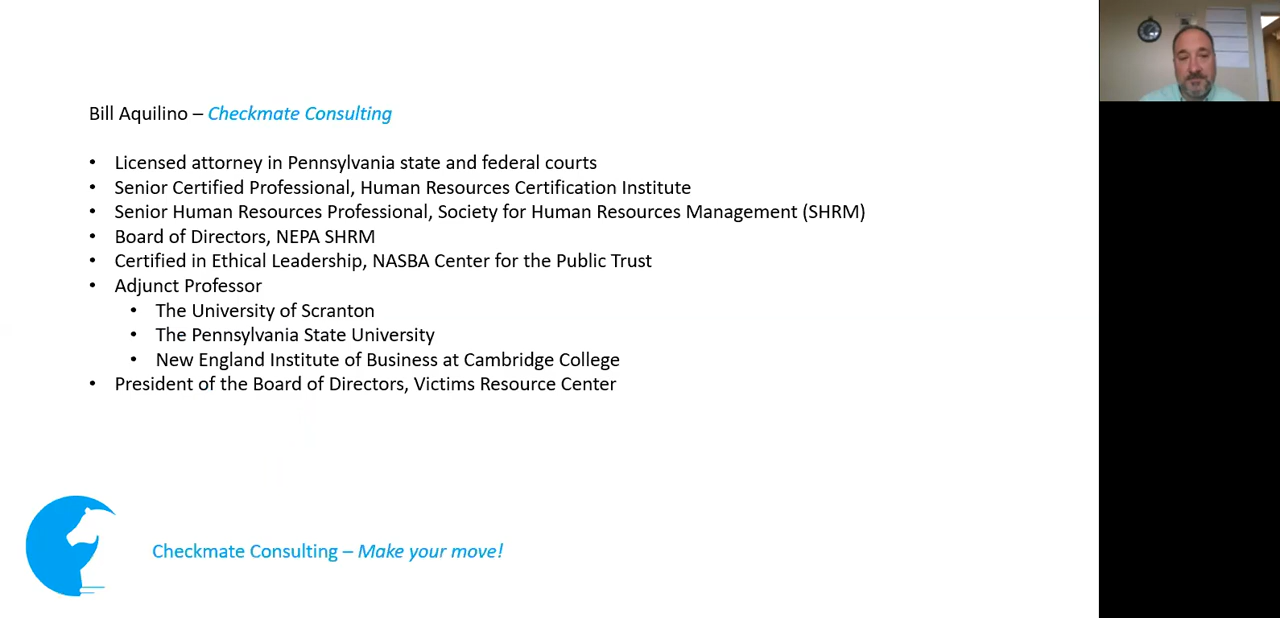 Bill Aquilino – Checkmate Consulting
• Licensed attorney in Pennsylvania state and federal courts
• Senior Certified Professional, Human Resources Certification Institute
• Senior Human Resources Professional, Society for Human Resources Management (SHRM)
• Board of Directors, NEPA SHRM
• Certified in Ethical Leadership, NASBA Center for the Public Trust
• Adjunct Professor
• The University of Scranton
• The Pennsylvania State University
• New England Institute of Business at Cambridge College
• President of the Board of Directors, Victims Resource Center
Checkmate Consulting – Make your move!